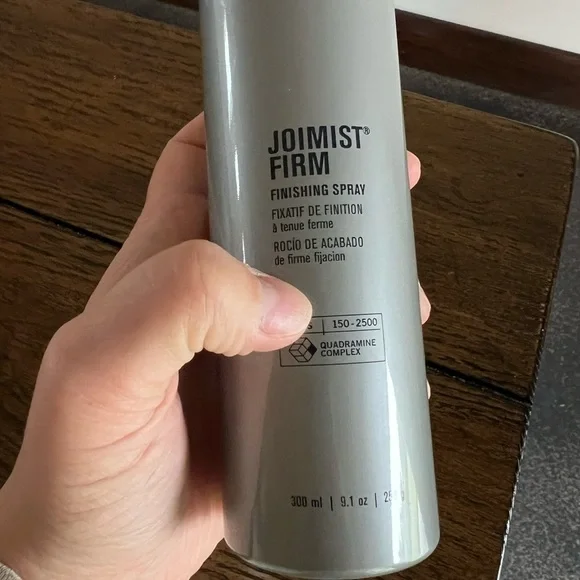 JOIMIST®
FIRM
FINISHING SPRAY
FIXATIF DE FINITION
à tenue ferme
ROCÍO DE ACABADO
de firme fijacion
| 150-2500
QUADRAMINE
COMPLEX
300 ml | 9.1 oz |